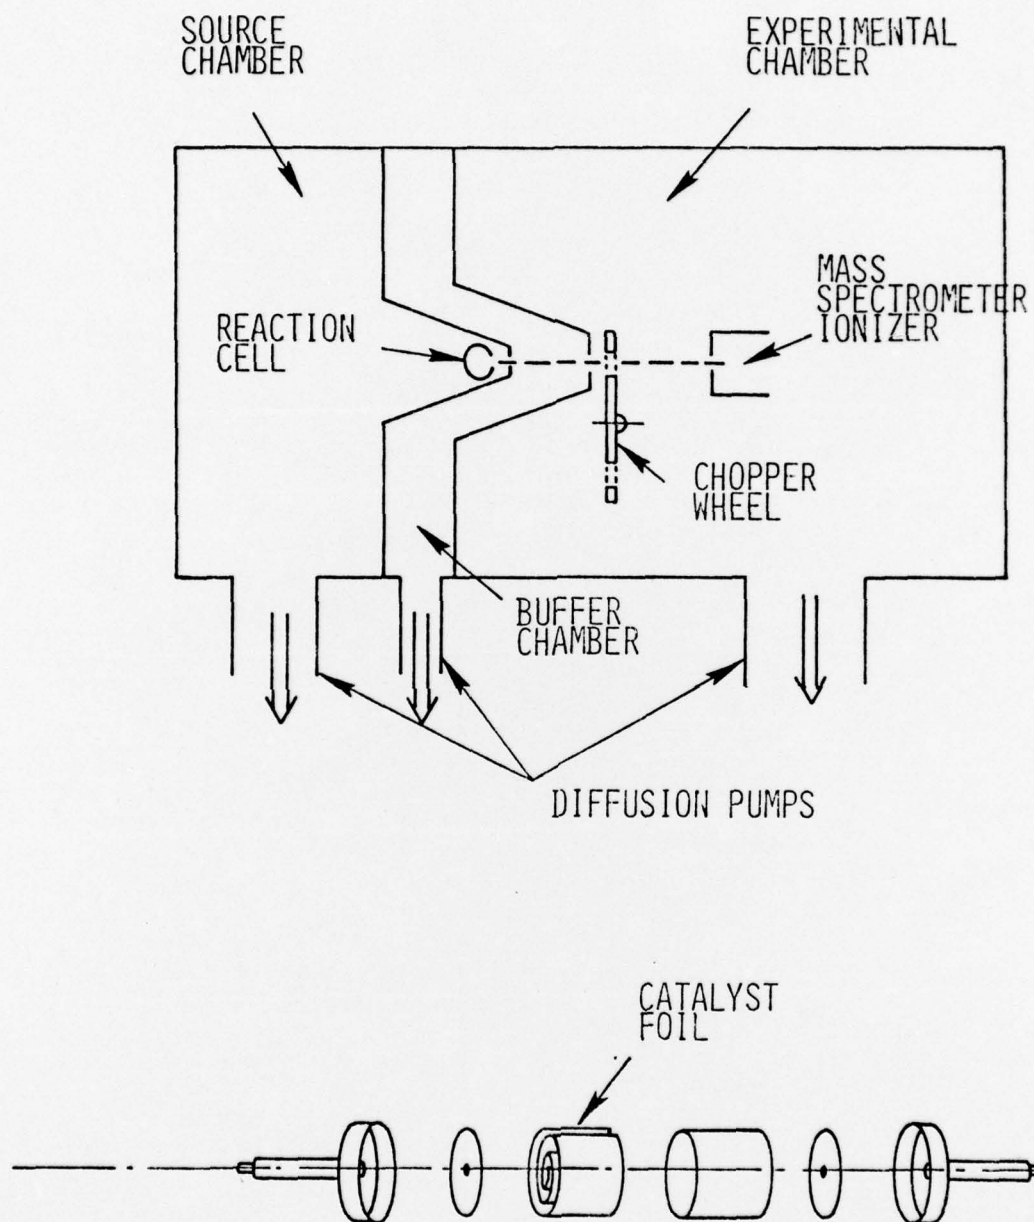 SOURCE
CHAMBER
EXPERIMENTAL
CHAMBER
MASS
SPECTROMETER
IONIZER
REACTION
CELL
CHOPPER
WHEEL
BUFFER
CHAMBER
DIFFUSION PUMPS
CATALYST
FOIL